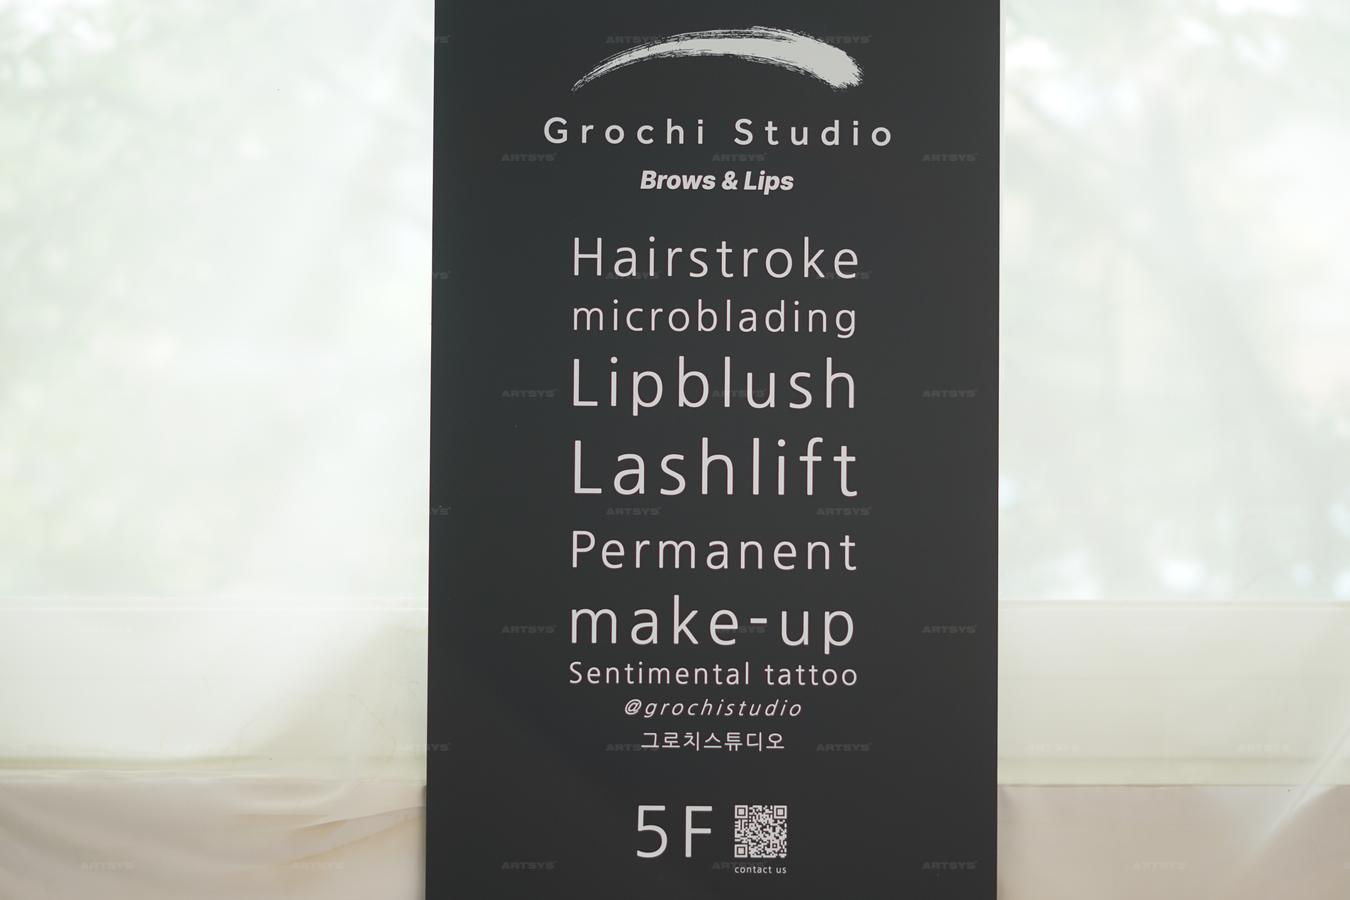 Grochi Studio
Brows & Lips
Hairstroke
microblading
Lipblush
Lashlift
Permanent
make-up
Sentimental tattoo
@grochistudio
그로치스튜디오
5F
contact us
ARTSYS